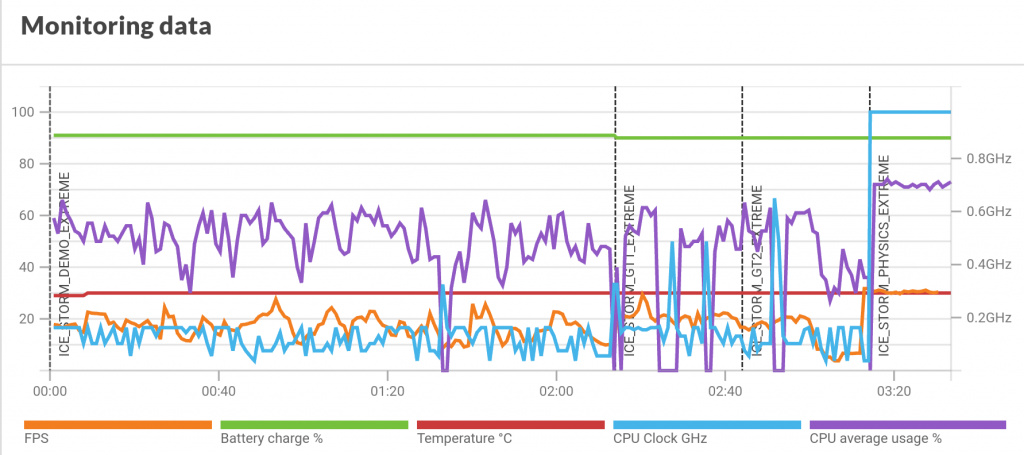 Monitoring data
100
80
60
40
20
0.8GHz
0.6GHz
0.4GHz
0.2GHz
ICE_STORM_DEMO_EXTREME
ICE_STORM_GT1_EXTREME
ICE_STORM_GT2_EXTREME
ICE_STORM_PHYSICS_EXTREME
00:00 00:40 01:20 02:00 02:40 03:20
FPS Battery charge % Temperature °C CPU Clock GHz CPU average usage %